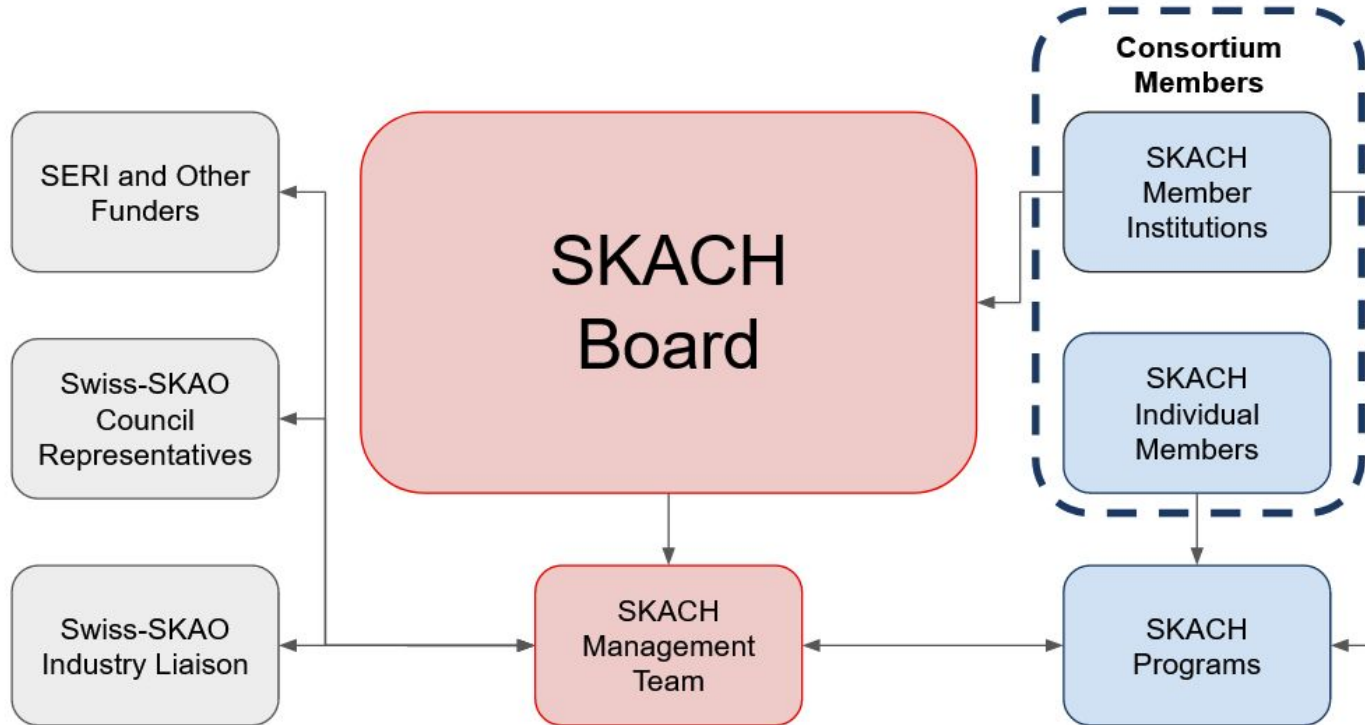 Consortium
Members
SERI and Other
Funders
SKACH
Board
SKACH
Member
Institutions
Swiss-SKAO
Council
Representatives
SKACH
Individual
Members
Swiss-SKAO
Industry Liaison
SKACH
Management
Team
SKACH
Programs